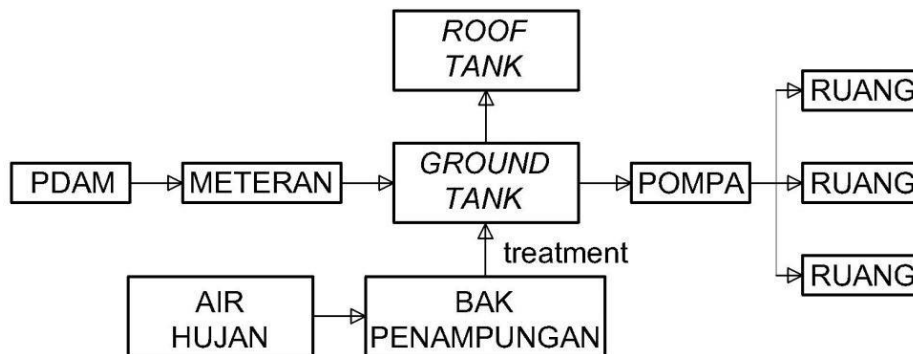 ROOF
TANK
RUANG
PDAM
METERAN
GROUND
TANK
POMPA
RUANG
treatment
RUANG
AIR
HUJAN
BAK
PENAMPUNGAN